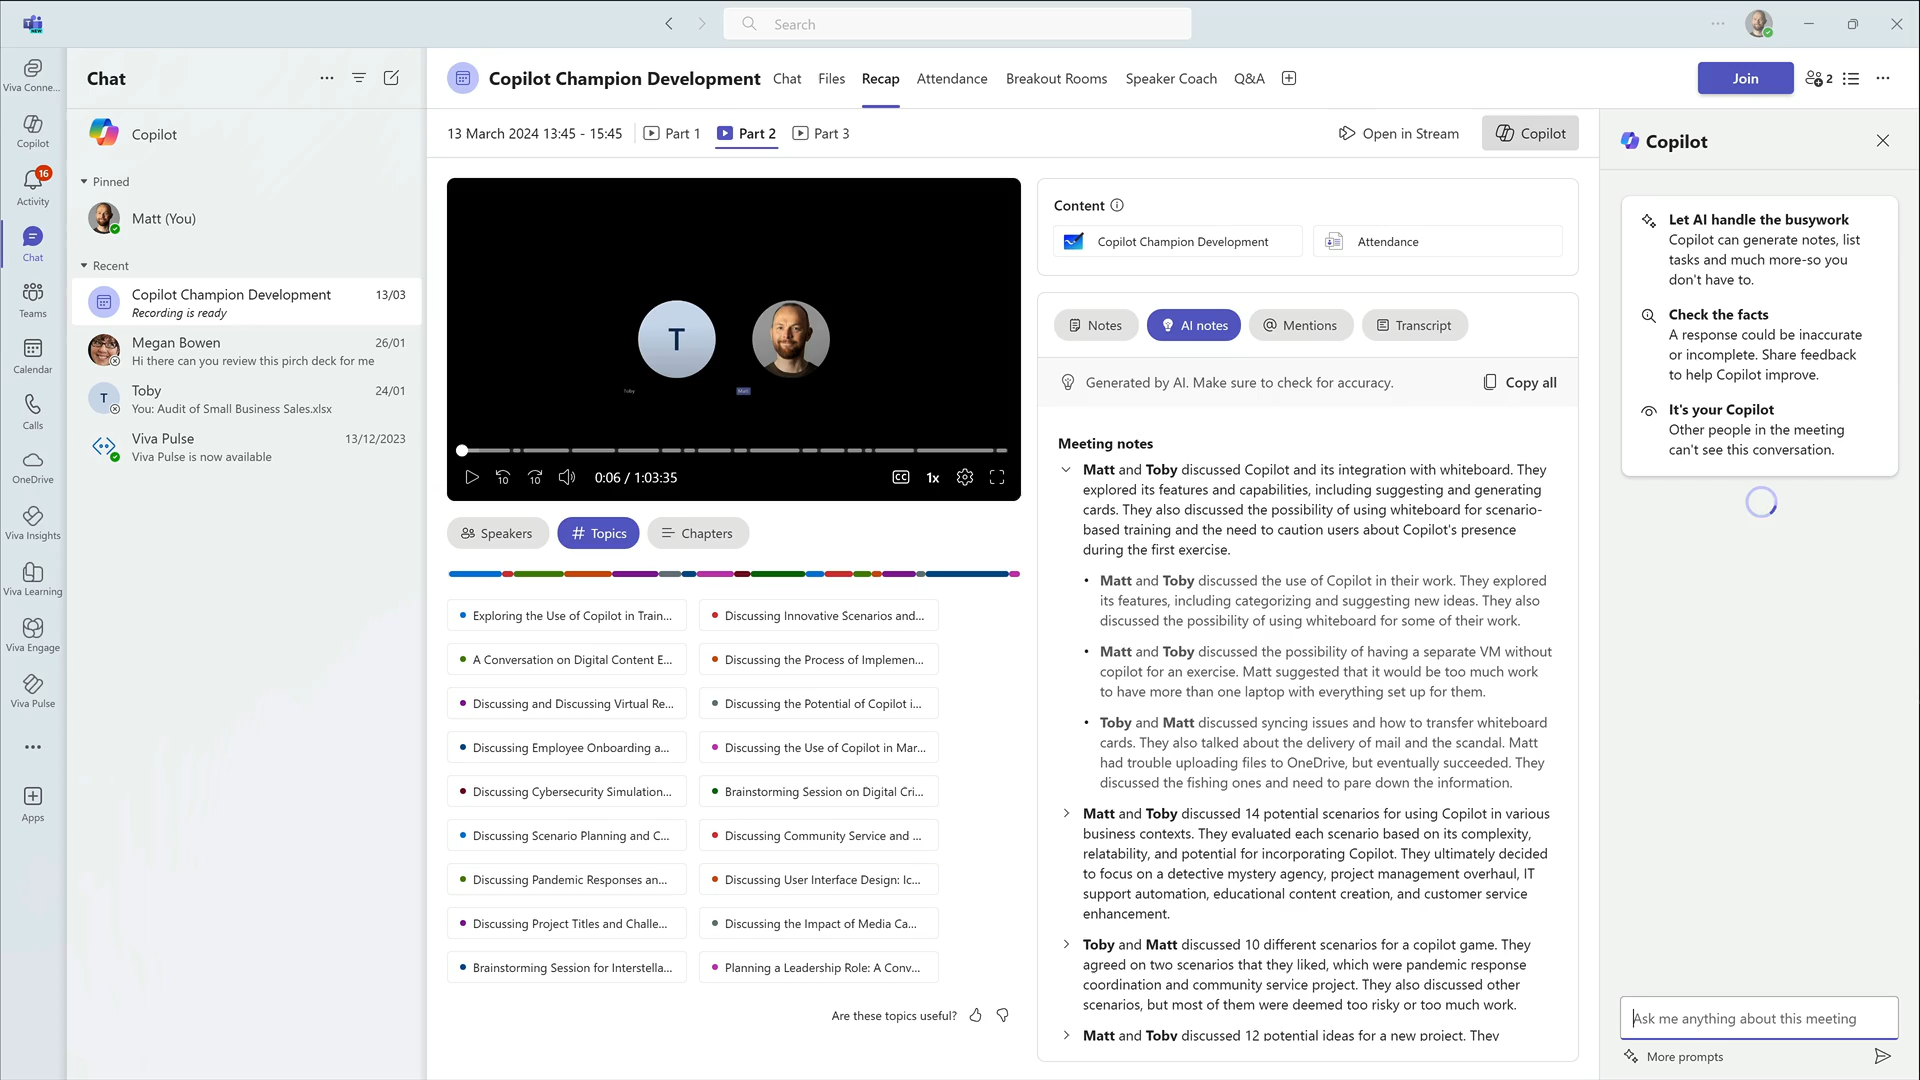 NEW
Search
Viva Conne...
Copilot
16
Activity
Chat
Teams
Calendar
Calls
OneDrive
Viva Insights
Viva Learning
Viva Engage
Viva Pulse
Apps
Chat
Copilot
Pinned
Matt (You)
Recent
Copilot Champion Development 13/03
Recording is ready
Megan Bowen 26/01
Hi there can you review this pirch deck for me
T
Toby 24/01
You: Audit of Small Business Sales.xlsx
Viva Pulse 13/12/2023
Viva Pulse is now available
Copilot Champion Development Chat Files Recap Attendance Breakout Rooms Speaker Coach Q&A
Join 2
13 March 2024 13:45 - 15:45 Part 1 Part 2 Part 3
Open in Stream Copilot
T
Toby Matt
10 10 0:06 / 1:03:35 CC 1x
Speakers Topics Chapters
Exploring the Use of Copilot in Train... Discussing Innovative Scenarios and...
A Conversation on Digital Content E... Discussing the Process of Implemen...
Discussing and Discussing Virtual Re... Discussing the Potential of Copilot i...
Discussing Employee Onboarding a... Discussing the Use of Copilot in Mar...
Discussing Cybersecurity Simulation... Brainstorming Session on Digital Cri...
Discussing Scenario Planning and C... Discussing Community Service and ...
Discussing Pandemic Responses an... Discussing User Interface Design: Ic...
Discussing Project Titles and Challe... Discussing the Impact of Media Ca...
Brainstorming Session for Interstella... Planning a Leadership Role: A Conv...
Are these topics useful?
Content
Copilot Champion Development Attendance
Notes AI notes Mentions Transcript
Generated by AI. Make sure to check for accuracy. Copy all
Meeting notes
Matt and Toby discussed Copilot and its integration with whiteboard. They
explored its features and capabilities, including suggesting and generating
cards. They also discussed the possibility of using whiteboard for scenario-
based training and the need to caution users about Copilot's presence
during the first exercise.
• Matt and Toby discussed the use of Copilot in their work. They explored
its features, including categorizing and suggesting new ideas. They also
discussed the possibility of using whiteboard for some of their work.
• Matt and Toby discussed the possibility of having a separate VM without
copilot for an exercise. Matt suggested that it would be too much work
to have more than one laptop with everything set up for them.
• Toby and Matt discussed syncing issues and how to transfer whiteboard
cards. They also talked about the delivery of mail and the scandal. Matt
had trouble uploading files to OneDrive, but eventually succeeded. They
discussed the fishing ones and need to pare down the information.
Matt and Toby discussed 14 potential scenarios for using Copilot in various
business contexts. They evaluated each scenario based on its complexity,
relatability, and potential for incorporating Copilot. They ultimately decided
to focus on a detective mystery agency, project management overhaul, IT
support automation, educational content creation, and customer service
enhancement.
Toby and Matt discussed 10 different scenarios for a copilot game. They
agreed on two scenarios that they liked, which were pandemic response
coordination and community service project. They also discussed other
scenarios, but most of them were deemed too risky or too much work.
Matt and Toby discussed 12 potential ideas for a new project. They
Copilot
Let AI handle the busywork
Copilot can generate notes, list
tasks and much more-so you
don't have to.
Check the facts
A response could be inaccurate
or incomplete. Share feedback
to help Copilot improve.
It's your Copilot
Other people in the meeting
can't see this conversation.
Ask me anything about this meeting
More prompts